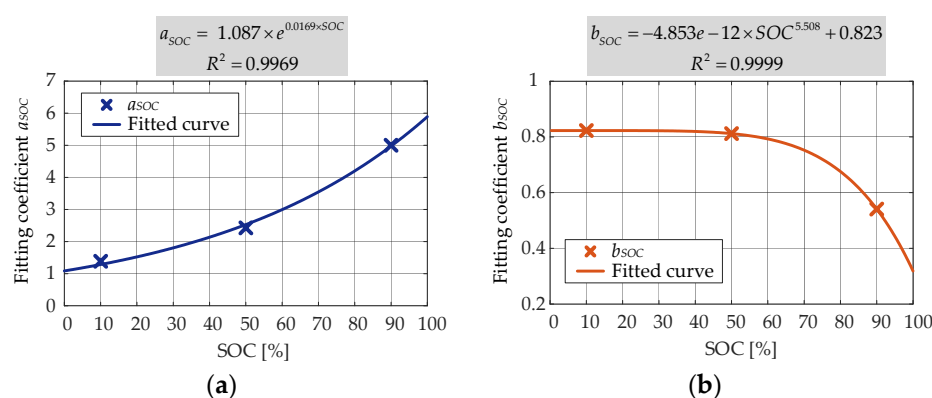 a_SOC = 1.087 × e^{0.0169×SOC}
R² = 0.9969
7
6
5
4
3
2
1
0
Fitting coefficient a_SOC
a_SOC
Fitted curve
0 10 20 30 40 50 60 70 80 90 100
SOC [%]
(a)
b_SOC = −4.853e − 12 × SOC^{5.508} + 0.823
R² = 0.9999
1
0.8
0.6
0.4
0.2
Fitting coefficient b_SOC
b_SOC
Fitted curve
0 10 20 30 40 50 60 70 80 90 100
SOC [%]
(b)